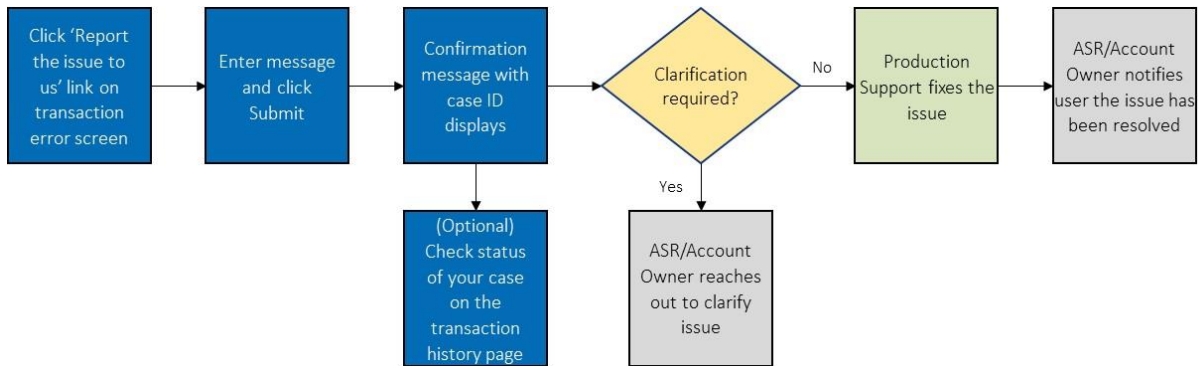 Click ‘Report
the issue to
us’ link on
transaction
error screen
Enter message
and click
Submit
Confirmation
message with
case ID
displays
Clarification
required?
No
Production
Support fixes the
issue
ASR/Account
Owner notifies
user the issue has
been resolved
Yes
(Optional)
Check status
of your case
on the
transaction
history page
ASR/Account
Owner reaches
out to clarify
issue